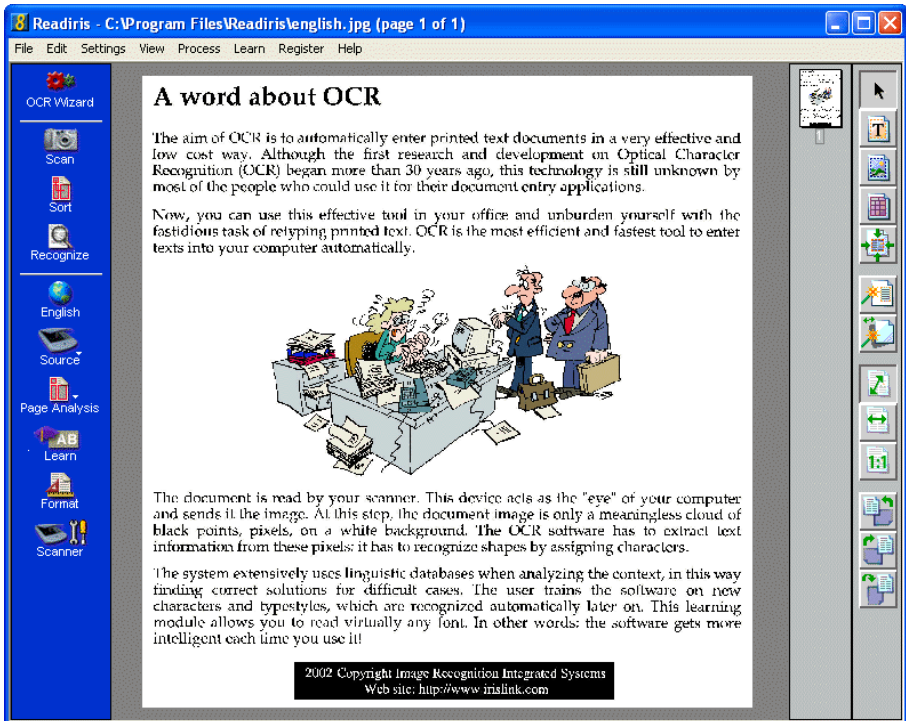 Readiris - C:\Program Files\Readiris\english.jpg (page 1 of 1)
File Edit Settings View Process Learn Register Help
OCR Wizard
Scan
Sort
Recognize
English
Source
Page Analysis
AB
Learn
Format
Scanner
A word about OCR
The aim of OCR is to automatically enter printed text documents in a very effective and
low cost way. Although the first research and development on Optical Character
Recognition (OCR) began more than 30 years ago, this technology is still unknown by
most of the people who could use it for their document entry applications.
Now, you can use this effective tool in your office and unburden yourself with the
fastidious task of retyping printed text. OCR is the most efficient and fastest tool to enter
texts into your computer automatically.
The document is read by your scanner. This device acts as the "eye" of your computer
and sends it the image. At this step, the document image is only a meaningless cloud of
black points, pixels, on a white background. The OCR software has to extract text
information from these pixels: it has to recognize shapes by assigning characters.
The system extensively uses linguistic databases when analyzing the context, in this way
finding correct solutions for difficult cases. The user trains the software on new
characters and typestyles, which are recognized automatically later on. This learning
module allows you to read virtually any font. In other words: the software gets more
intelligent each time you use it!
2002 Copyright Image Recognition Integrated Systems
Web site: http://www.irislink.com
1
T
1:1